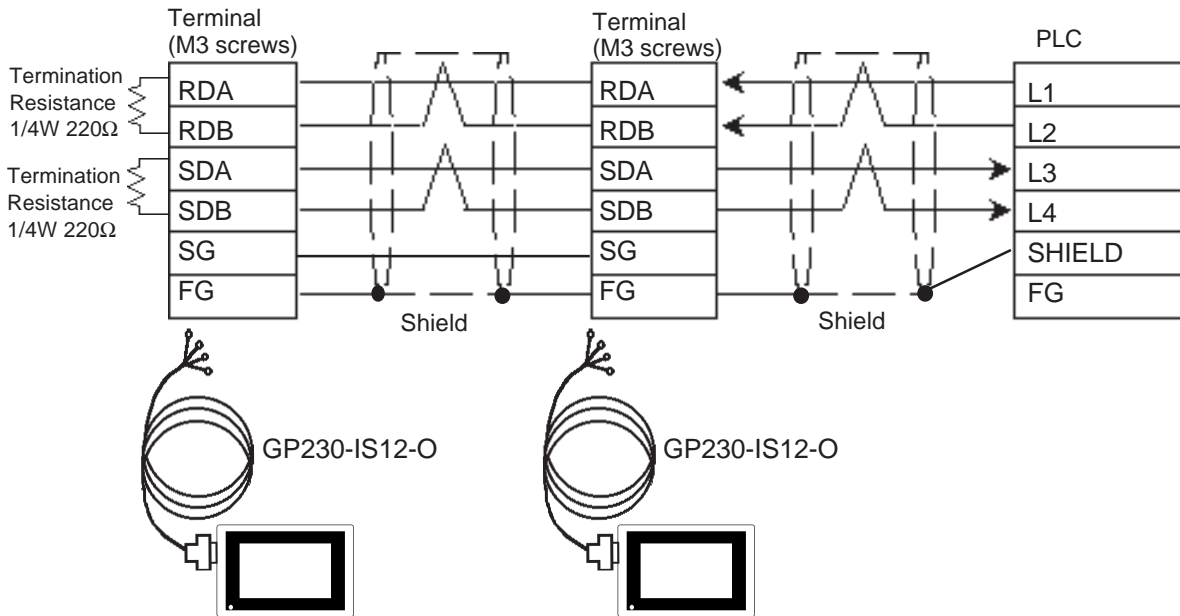 Terminal
(M3 screws)
Terminal
(M3 screws)
PLC
Termination
Resistance
1/4W 220Ω
Termination
Resistance
1/4W 220Ω
RDA
RDB
SDA
SDB
SG
FG
RDA
RDB
SDA
SDB
SG
FG
L1
L2
L3
L4
SHIELD
FG
Shield
Shield
GP230-IS12-O
GP230-IS12-O